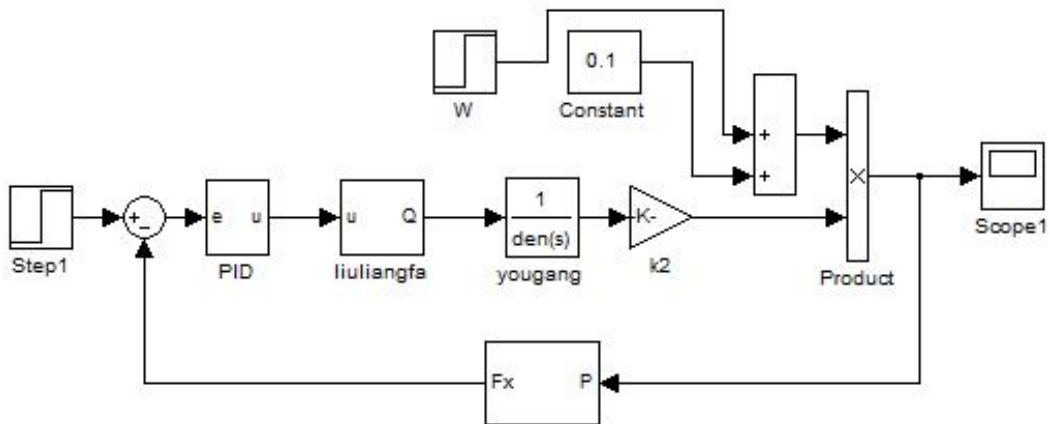 W
0.1
Constant
+
+
×
Scope1
Product
Step1
+
−
e u
PID
u Q
liuliangfa
1
den(s)
yougang
K-
k2
Fx P